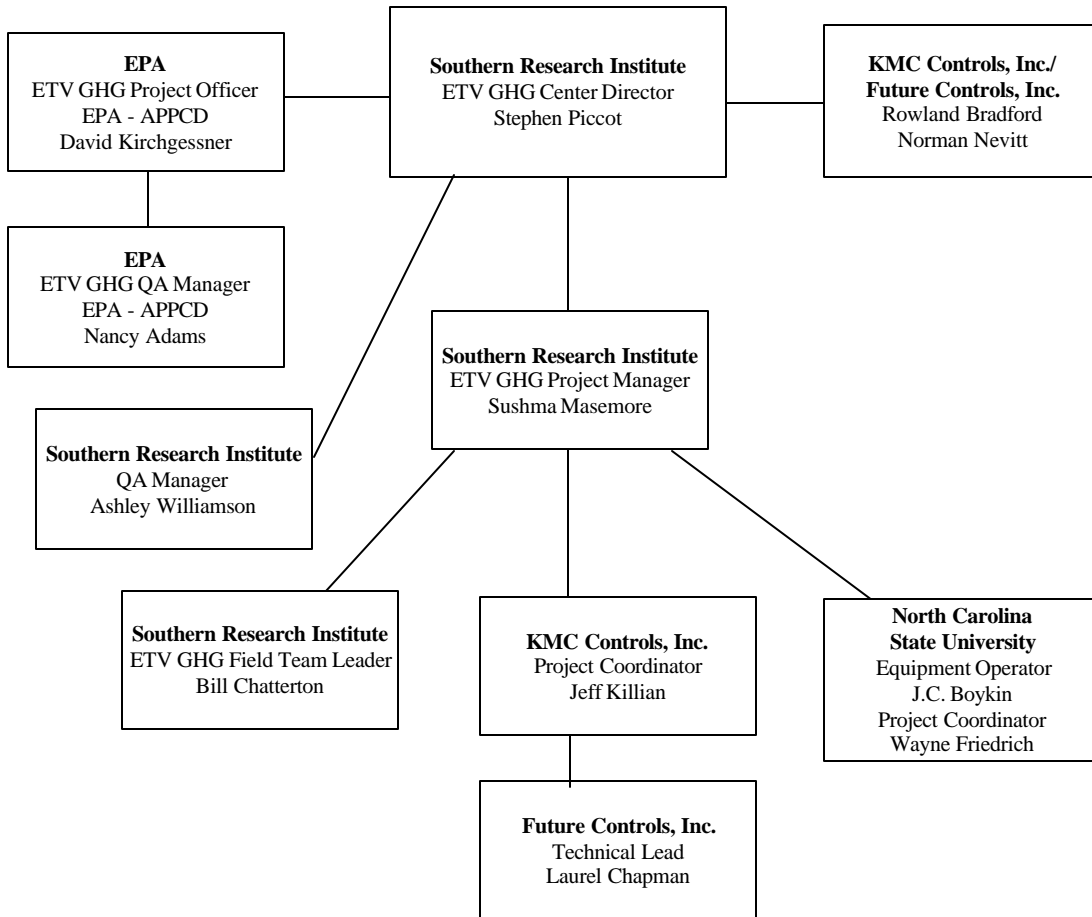 EPA
ETV GHG Project Officer
EPA - APPCD
David Kirchgessner
Southern Research Institute
ETV GHG Center Director
Stephen Piccot
KMC Controls, Inc./
Future Controls, Inc.
Rowland Bradford
Norman Nevitt
EPA
ETV GHG QA Manager
EPA - APPCD
Nancy Adams
Southern Research Institute
ETV GHG Project Manager
Sushma Masemore
Southern Research Institute
QA Manager
Ashley Williamson
Southern Research Institute
ETV GHG Field Team Leader
Bill Chatterton
KMC Controls, Inc.
Project Coordinator
Jeff Killian
North Carolina
State University
Equipment Operator
J.C. Boykin
Project Coordinator
Wayne Friedrich
Future Controls, Inc.
Technical Lead
Laurel Chapman